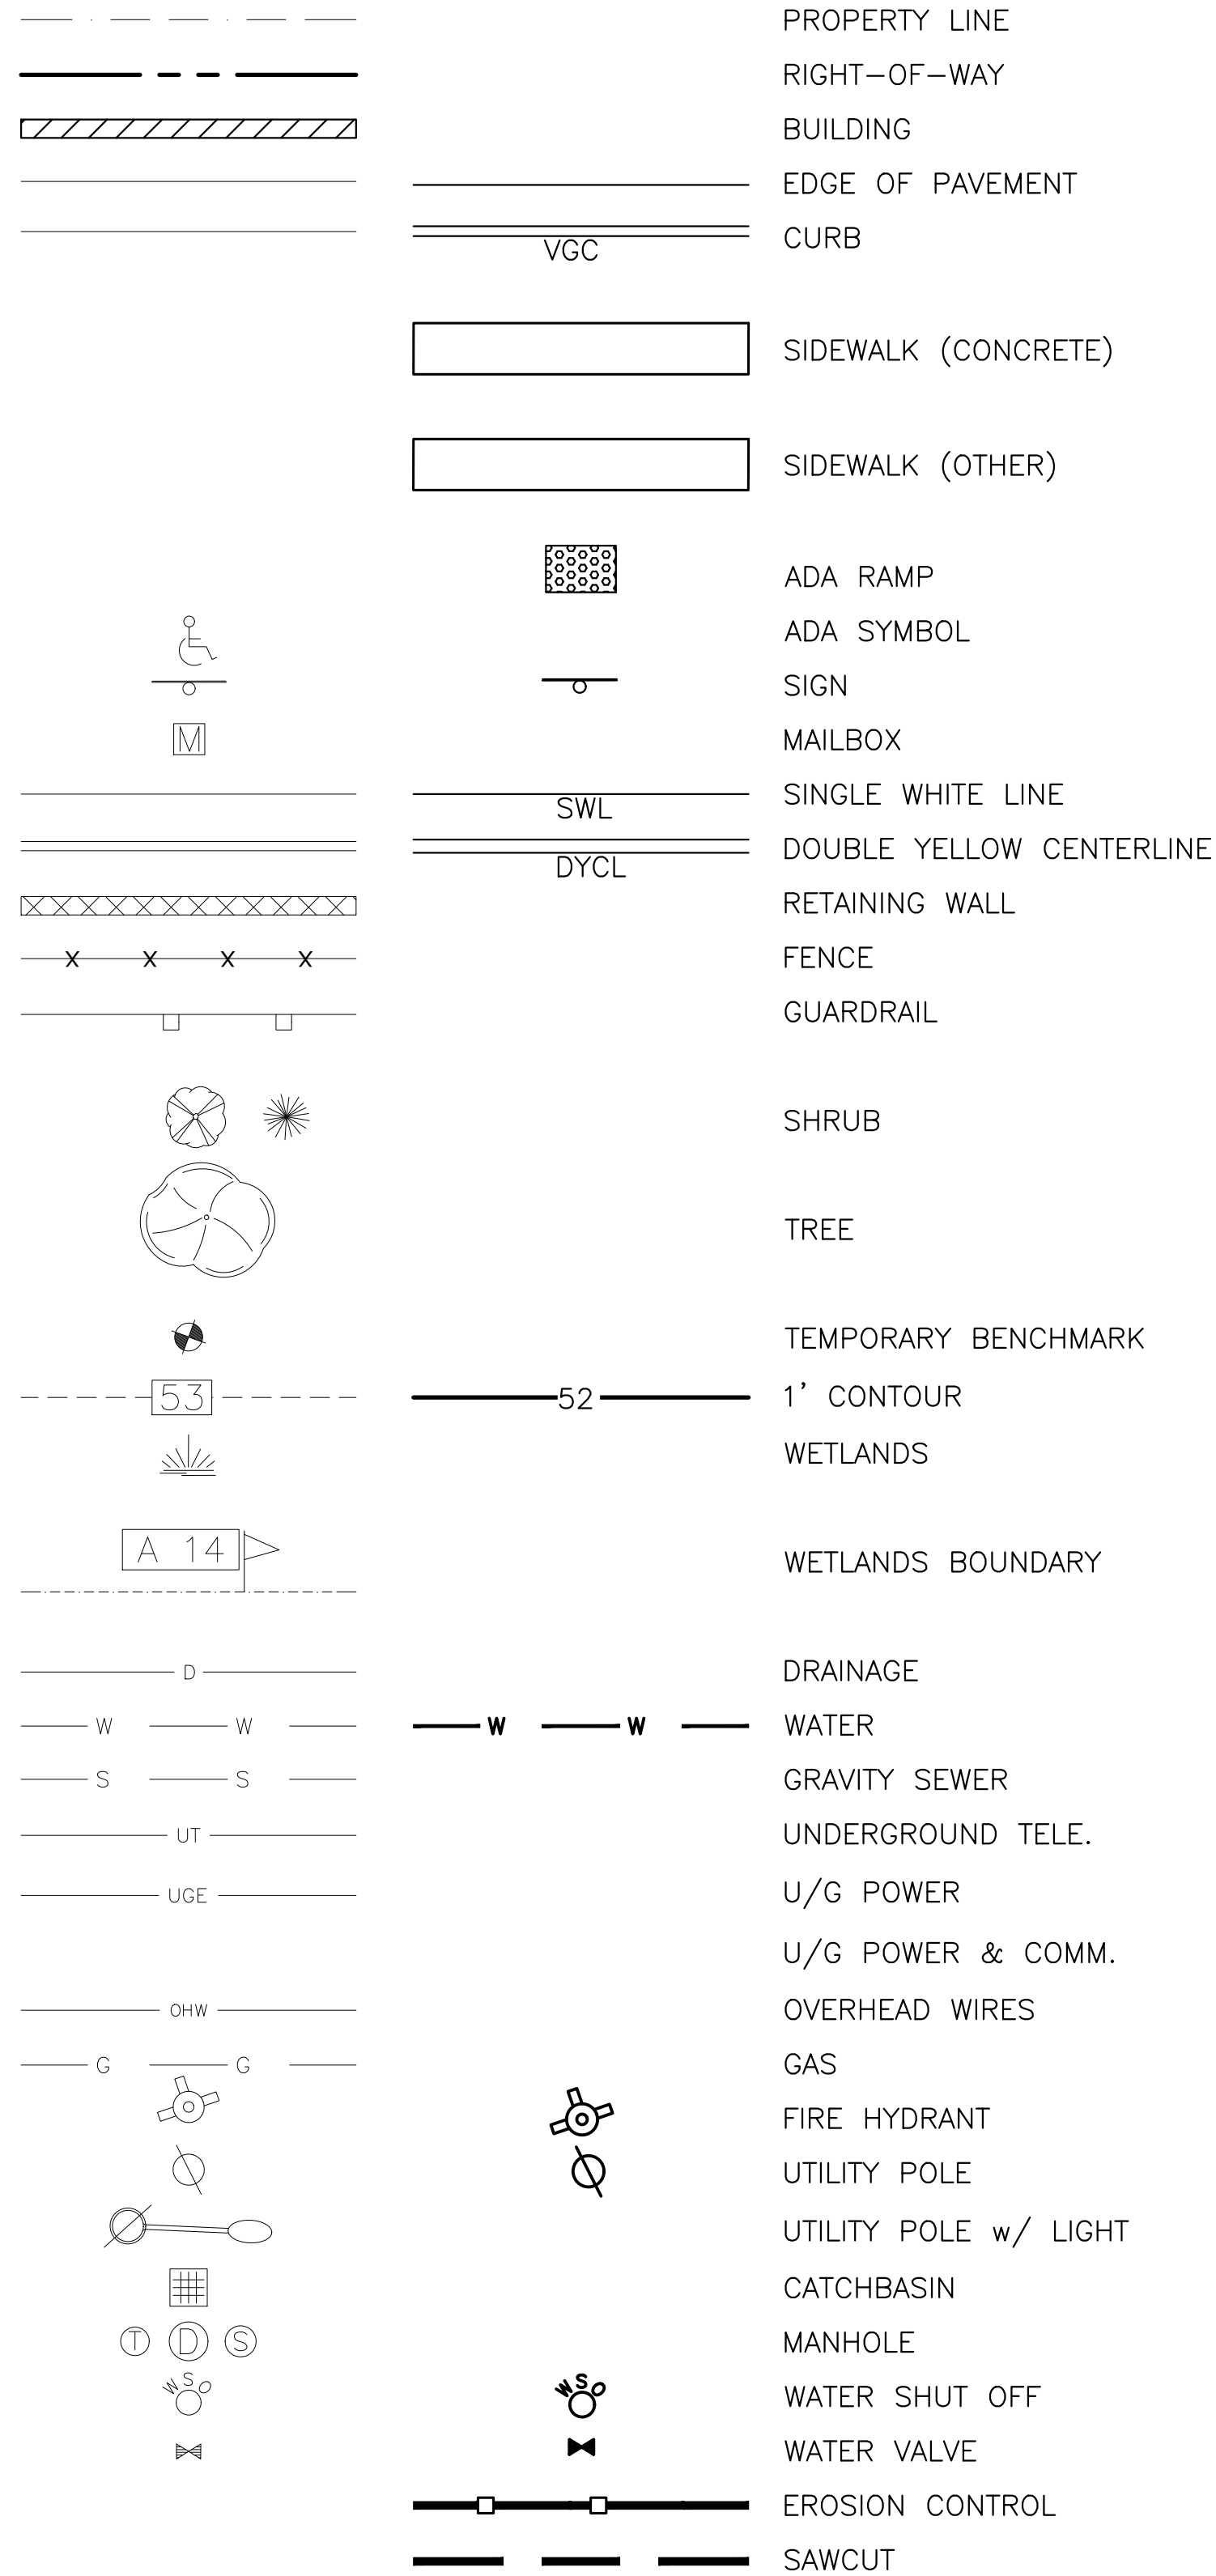 PROPERTY LINE
RIGHT-OF-WAY
BUILDING
EDGE OF PAVEMENT
VGC CURB
SIDEWALK (CONCRETE)
SIDEWALK (OTHER)
ADA RAMP
ADA SYMBOL
SIGN
M MAILBOX
SWL SINGLE WHITE LINE
DYCL DOUBLE YELLOW CENTERLINE
RETAINING WALL
X X X X FENCE
GUARDRAIL
SHRUB
TREE
TEMPORARY BENCHMARK
53 52 1' CONTOUR
WETLANDS
A 14 WETLANDS BOUNDARY
D DRAINAGE
W W W W WATER
S S GRAVITY SEWER
UT UNDERGROUND TELE.
UGE U/G POWER
U/G POWER & COMM.
OHW OVERHEAD WIRES
G G GAS
FIRE HYDRANT
UTILITY POLE
UTILITY POLE w/ LIGHT
CATCHBASIN
T D S MANHOLE
WSO WSO WATER SHUT OFF
WATER VALVE
EROSION CONTROL
SAWCUT